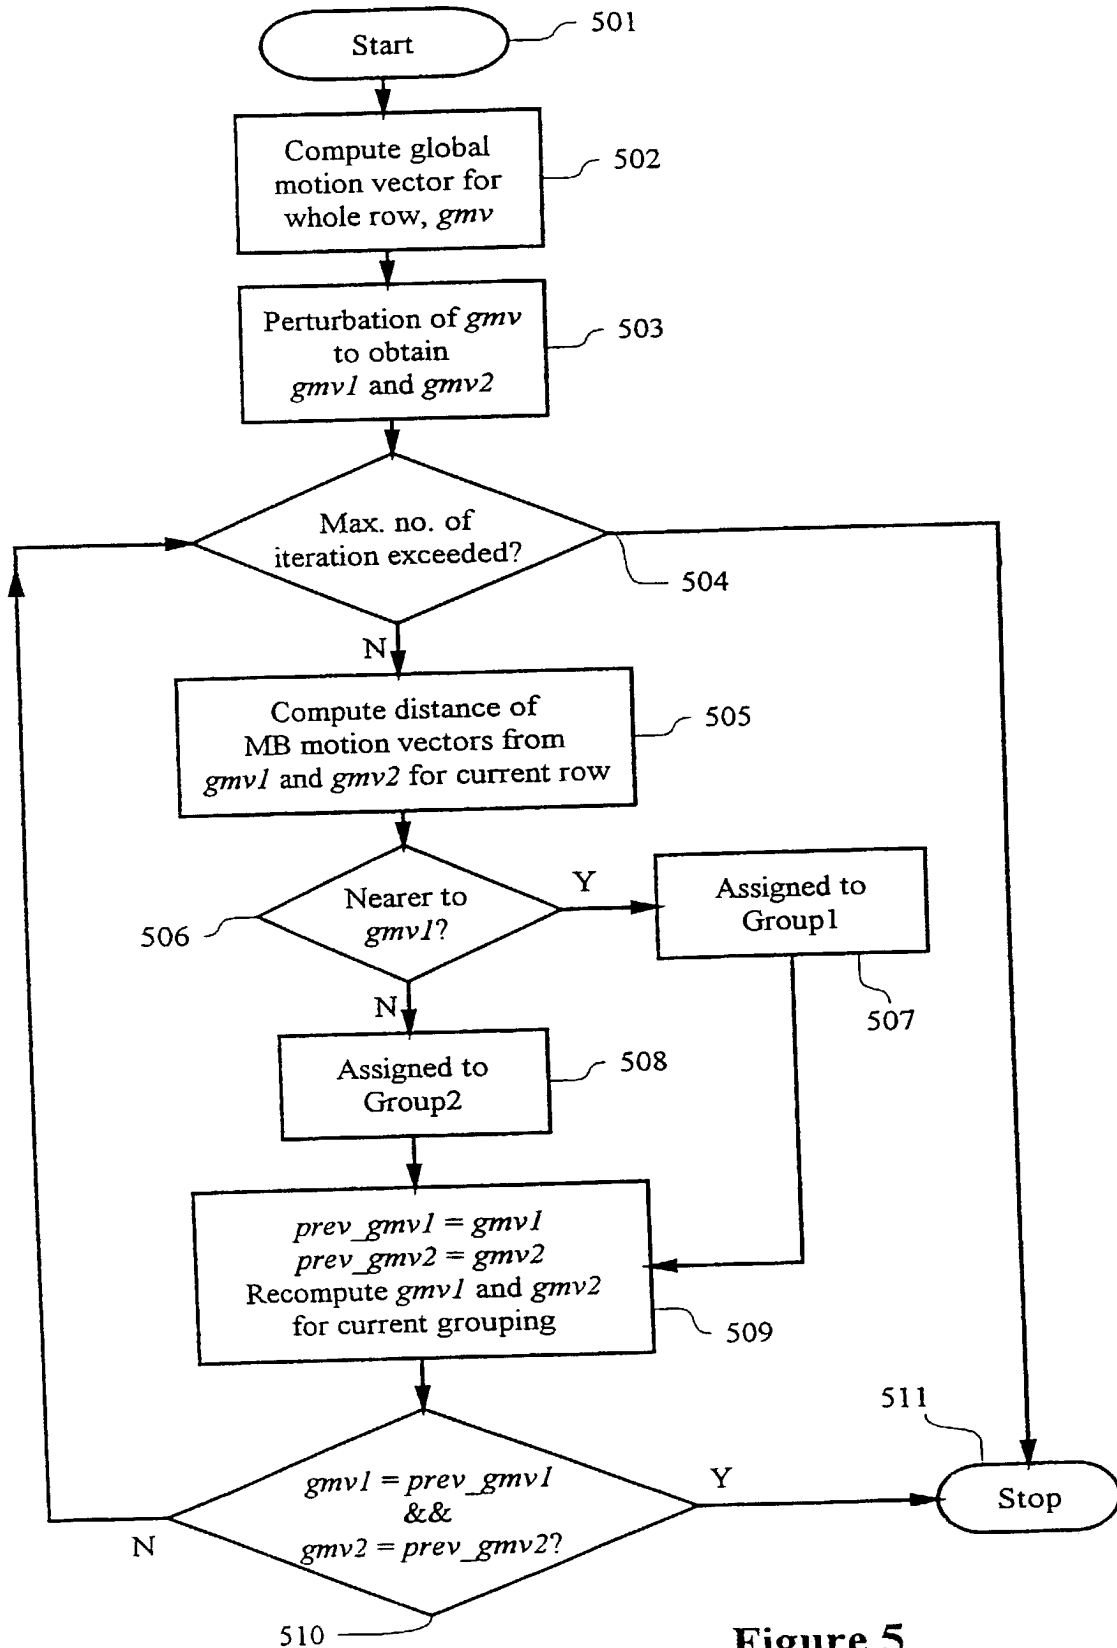 Start
501
Compute global
motion vector for
whole row, gmv
502
Perturbation of gmv
to obtain
gmv1 and gmv2
503
Max. no. of
iteration exceeded?
504
N
Compute distance of
MB motion vectors from
gmv1 and gmv2 for current row
505
Nearer to
gmv1?
506
Y
Assigned to
Group1
507
N
Assigned to
Group2
508
prev_gmv1 = gmv1
prev_gmv2 = gmv2
Recompute gmv1 and gmv2
for current grouping
509
gmv1 = prev_gmv1
&&
gmv2 = prev_gmv2?
510
N
Y
511
Stop
Figure 5